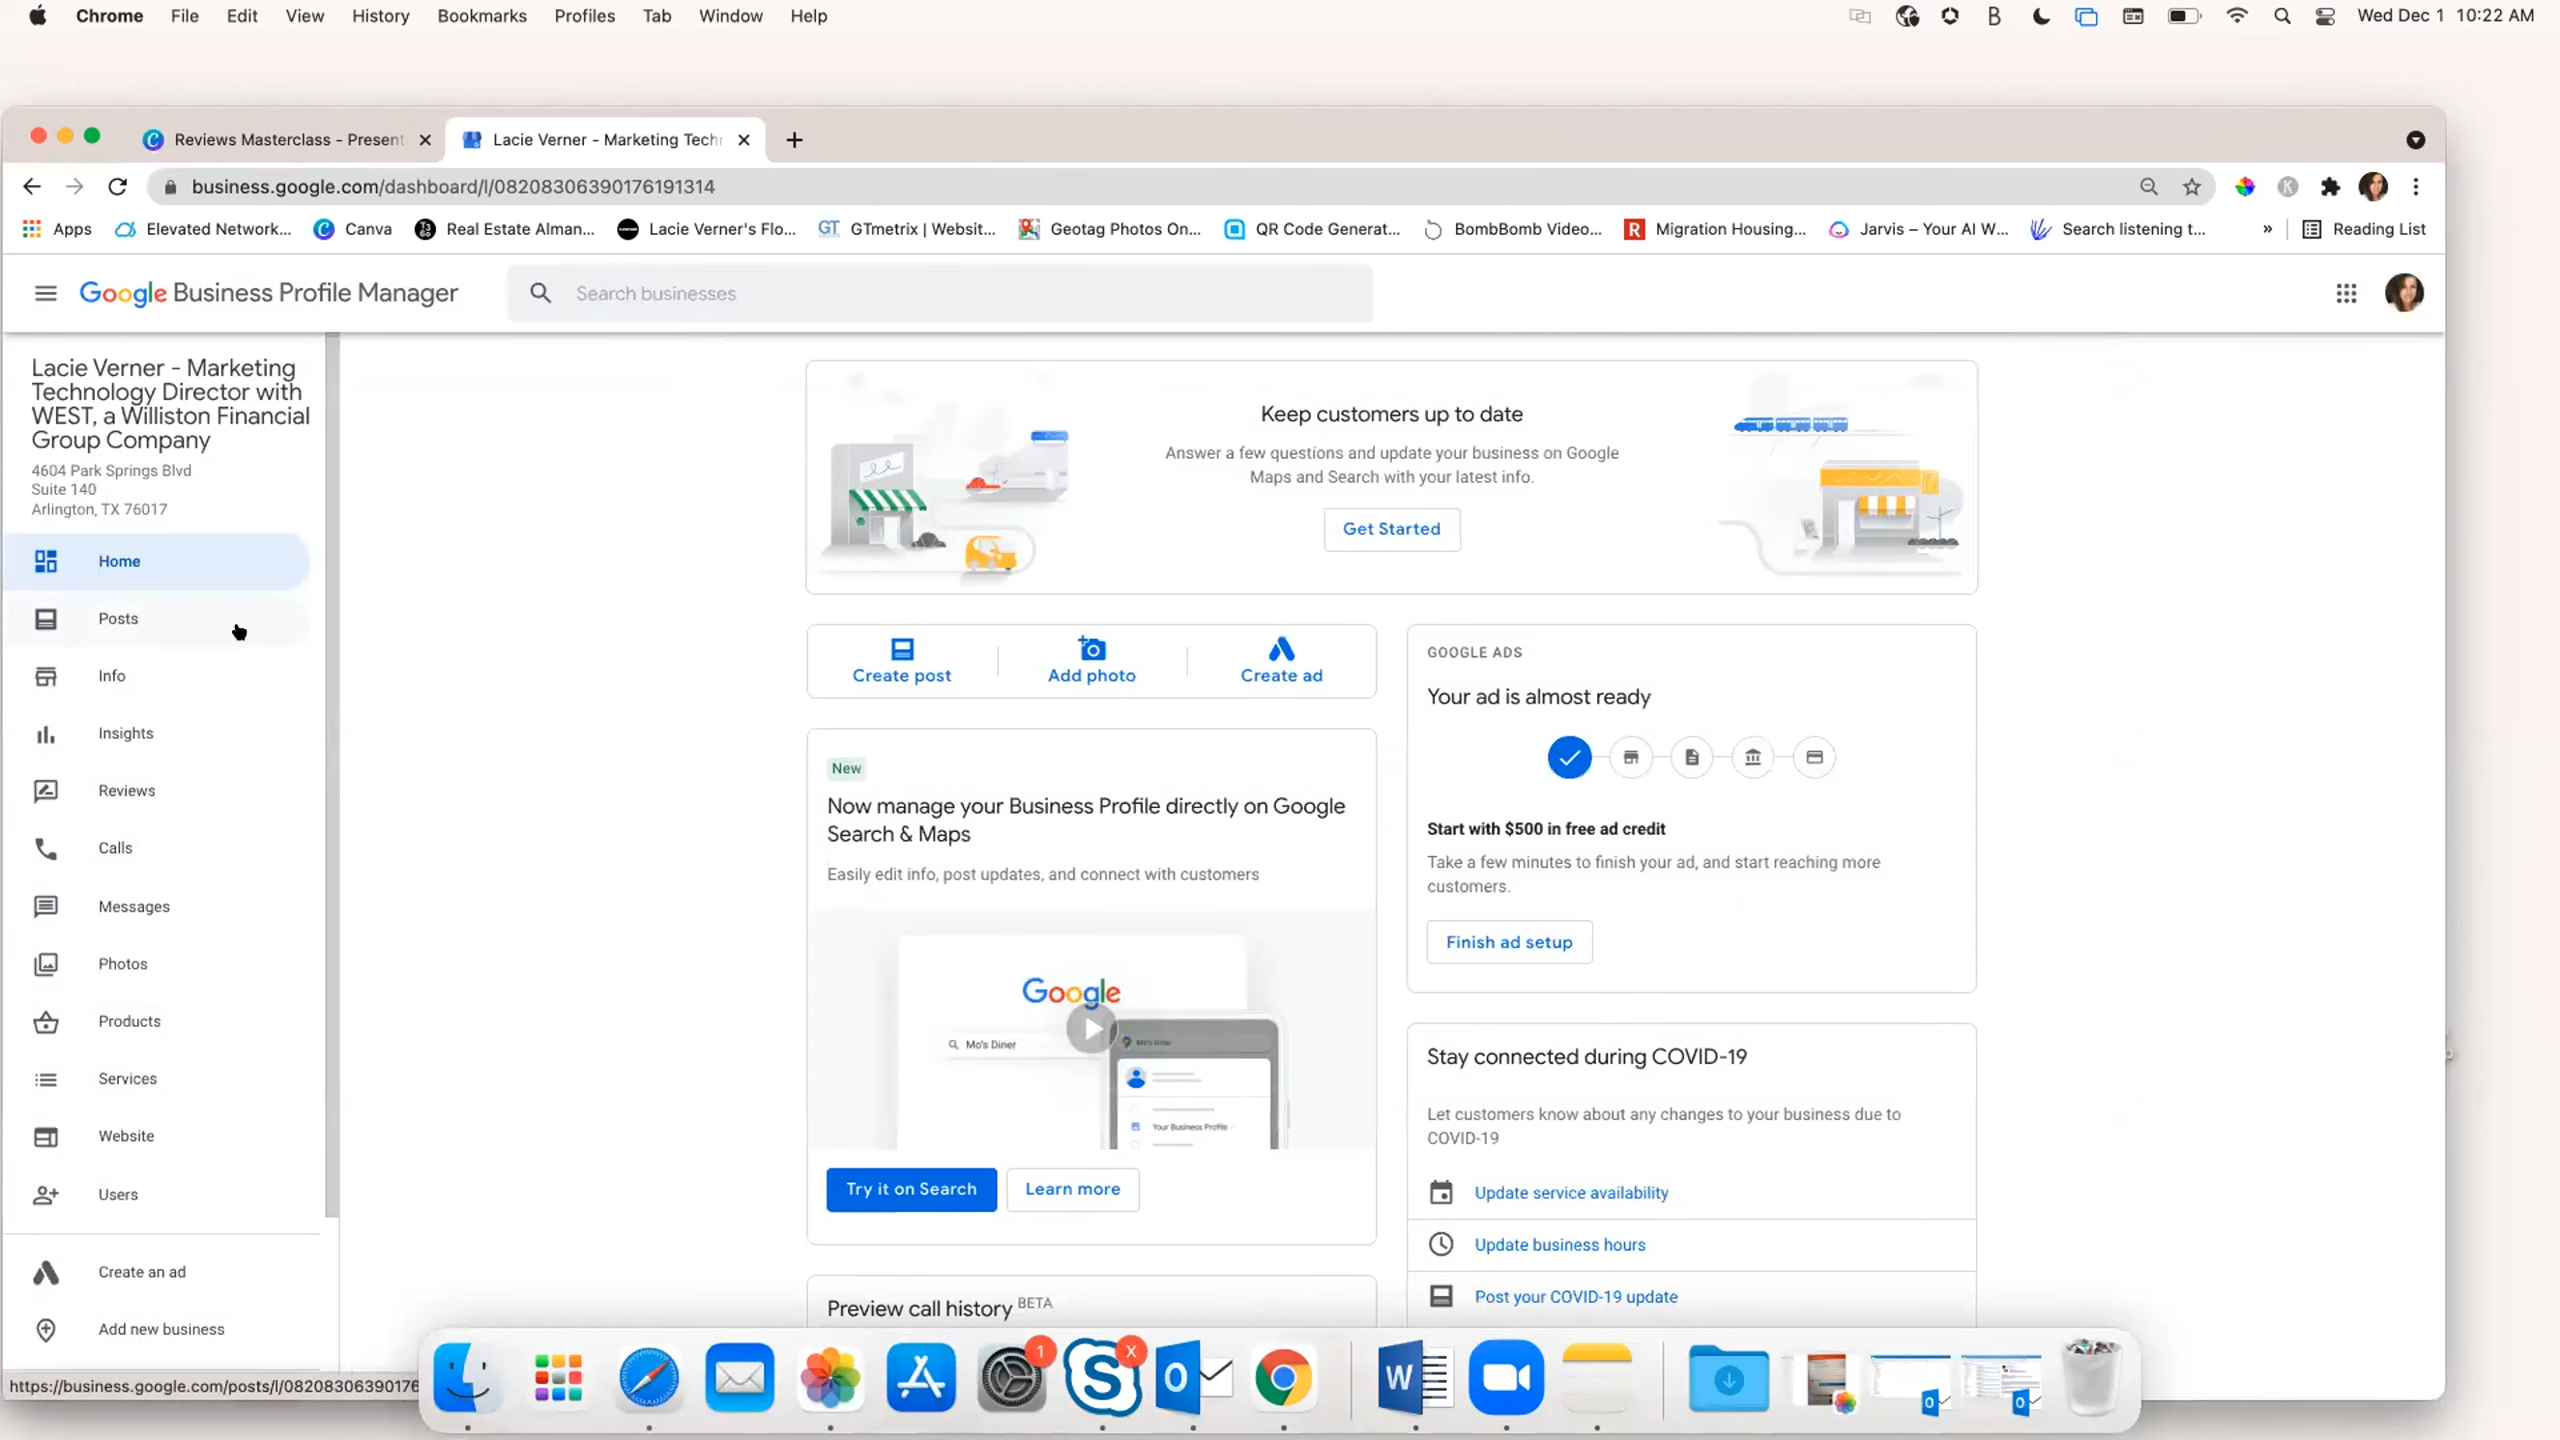 Chrome File Edit View History Bookmarks Profiles Tab Window Help
B Wed Dec 1 10:22 AM
Reviews Masterclass - Present
Lacie Verner - Marketing Techn
business.google.com/dashboard/l/08208306390176191314
K
Apps Elevated Network... Canva Real Estate Alman... Lacie Verner's Flo... GT GTmetrix | Websit... Geotag Photos On... QR Code Generat... BombBomb Video... R Migration Housing... Jarvis – Your AI W... Search listening t... » Reading List
Google Business Profile Manager
Search businesses
Lacie Verner - Marketing
Technology Director with
WEST, a Williston Financial
Group Company
4604 Park Springs Blvd
Suite 140
Arlington, TX 76017
Home
Posts
Info
Insights
Reviews
Calls
Messages
Photos
Products
Services
Website
Users
Create an ad
Add new business
https://business.google.com/posts/l/08208306390176
Keep customers up to date
Answer a few questions and update your business on Google
Maps and Search with your latest info.
Get Started
Create post
Add photo
Create ad
New
Now manage your Business Profile directly on Google
Search & Maps
Easily edit info, post updates, and connect with customers
Google
Mo's Diner
Mo's Diner
Your Business Profile
Try it on Search
Learn more
Preview call history BETA
GOOGLE ADS
Your ad is almost ready
Start with $500 in free ad credit
Take a few minutes to finish your ad, and start reaching more
customers.
Finish ad setup
Stay connected during COVID-19
Let customers know about any changes to your business due to
COVID-19
Update service availability
Update business hours
Post your COVID-19 update
1
X
S
O
W
O
O